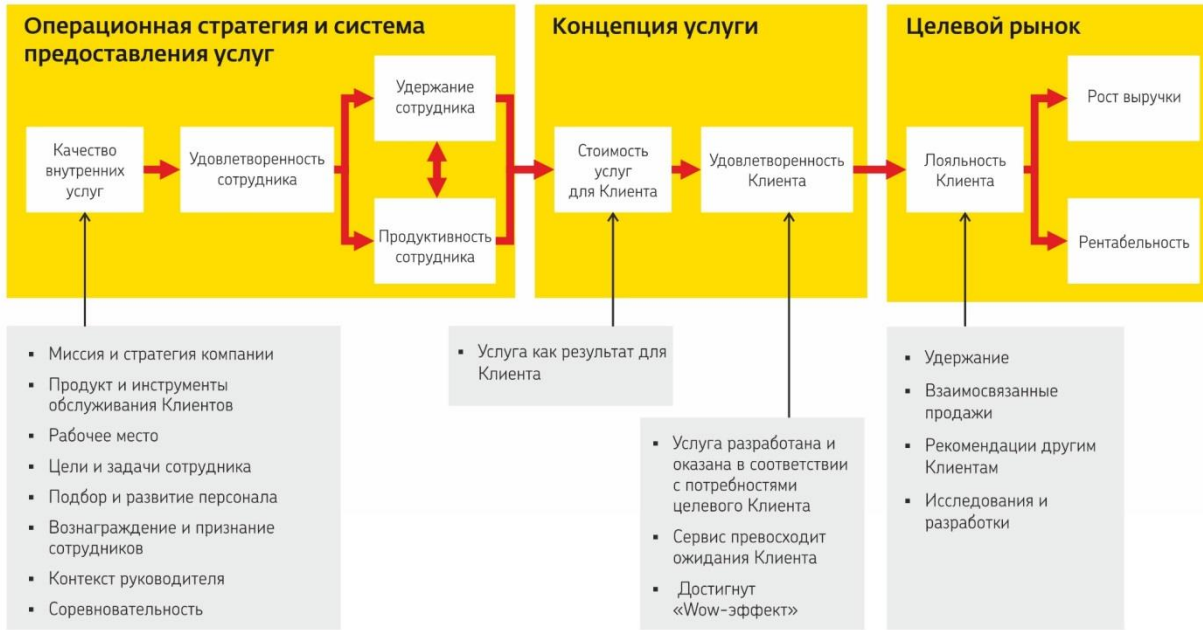 Операционная стратегия и система
предоставления услуг
Качество
внутренних
услуг
Удовлетворенность
сотрудника
Удержание
сотрудника
Продуктивность
сотрудника
Концепция услуги
Стоимость
услуг
для Клиента
Удовлетворенность
Клиента
Целевой рынок
Лояльность
Клиента
Рост выручки
Рентабельность
▪ Миссия и стратегия компании
▪ Продукт и инструменты
обслуживания Клиентов
▪ Рабочее место
▪ Цели и задачи сотрудника
▪ Подбор и развитие персонала
▪ Вознаграждение и признание
сотрудников
▪ Контекст руководителя
▪ Соревновательность
▪ Услуга как результат для
Клиента
▪ Услуга разработана и
оказана в соответствии
с потребностями
целевого Клиента
▪ Сервис превосходит
ожидания Клиента
▪ Достигнут
«Wow-эффект»
▪ Удержание
▪ Взаимосвязанные
продажи
▪ Рекомендации другим
Клиентам
▪ Исследования и
разработки